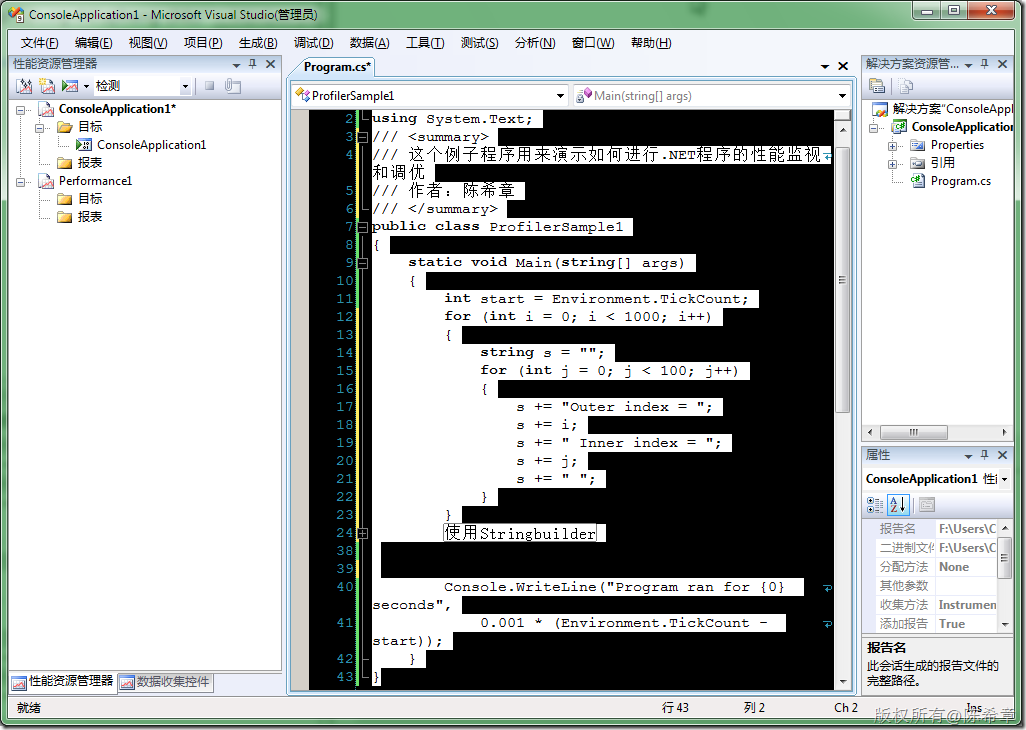 ConsoleApplication1 - Microsoft Visual Studio(管理员)
文件(F) 编辑(E) 视图(V) 项目(P) 生成(B) 调试(D) 数据(A) 工具(T) 测试(S) 分析(N) 窗口(W) 帮助(H)
性能资源管理器
检测
ConsoleApplication1*
目标
ConsoleApplication1
报表
Performance1
目标
报表
性能资源管理器 数据收集控件
Program.cs*
ProfilerSample1 Main(string[] args)
2 using System.Text;
3 /// <summary>
4 /// 这个例子程序用来演示如何进行.NET程序的性能监视
和调优
5 /// 作者：陈希章
6 /// </summary>
7 public class ProfilerSample1
8 {
9 static void Main(string[] args)
10 {
11 int start = Environment.TickCount;
12 for (int i = 0; i < 1000; i++)
13 {
14 string s = "";
15 for (int j = 0; j < 100; j++)
16 {
17 s += "Outer index = ";
18 s += i;
19 s += " Inner index = ";
20 s += j;
21 s += " ";
22 }
23 }
24 使用Stringbuilder
38
39
40 Console.WriteLine("Program ran for {0}
seconds",
41 0.001 * (Environment.TickCount -
start));
42 }
43 }
解决方案资源管...
解决方案"ConsoleAppl
ConsoleApplication
Properties
引用
Program.cs
属性
ConsoleApplication1 性
报告名 F:\Users\C
二进制文件 F:\Users\C
分配方法 None
其他参数
收集方法 Instrumen
添加报告 True
报告名
此会话生成的报告文件的
完整路径。
就绪 行 43 列 2 Ch 2 Ins
版权所有@陈希章